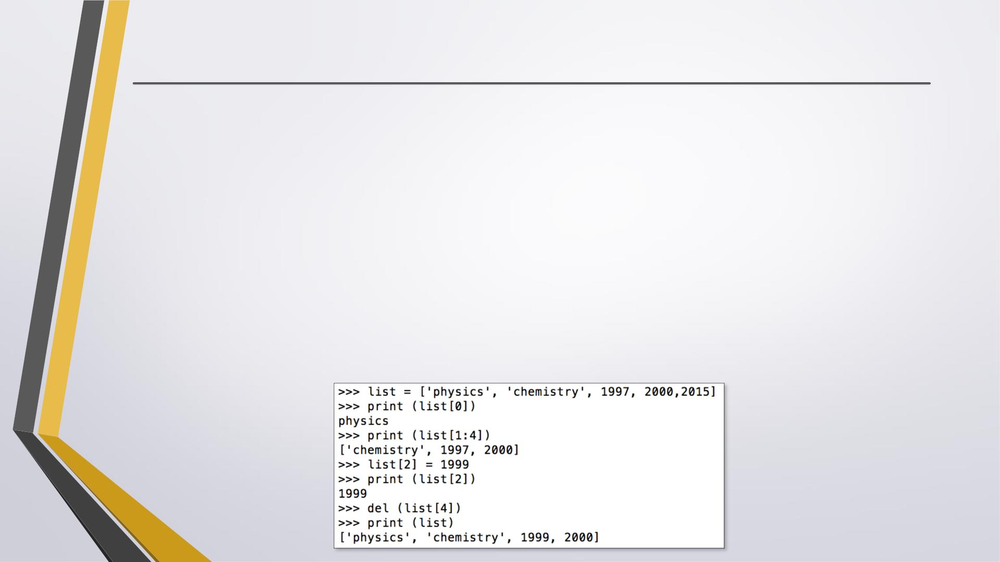 >>> list = ['physics', 'chemistry', 1997, 2000,2015]
>>> print (list[0])
physics
>>> print (list[1:4])
['chemistry', 1997, 2000]
>>> list[2] = 1999
>>> print (list[2])
1999
>>> del (list[4])
>>> print (list)
['physics', 'chemistry', 1999, 2000]